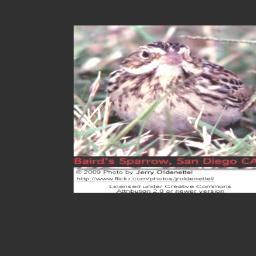 Baird's Sparrow, San Diego CA
© 2009 Photo by Jerry Oldenettel
http://www.flickr.com/photos/jroldenettel/
Licensed under Creative Commons
Attribution 2.0 or newer version